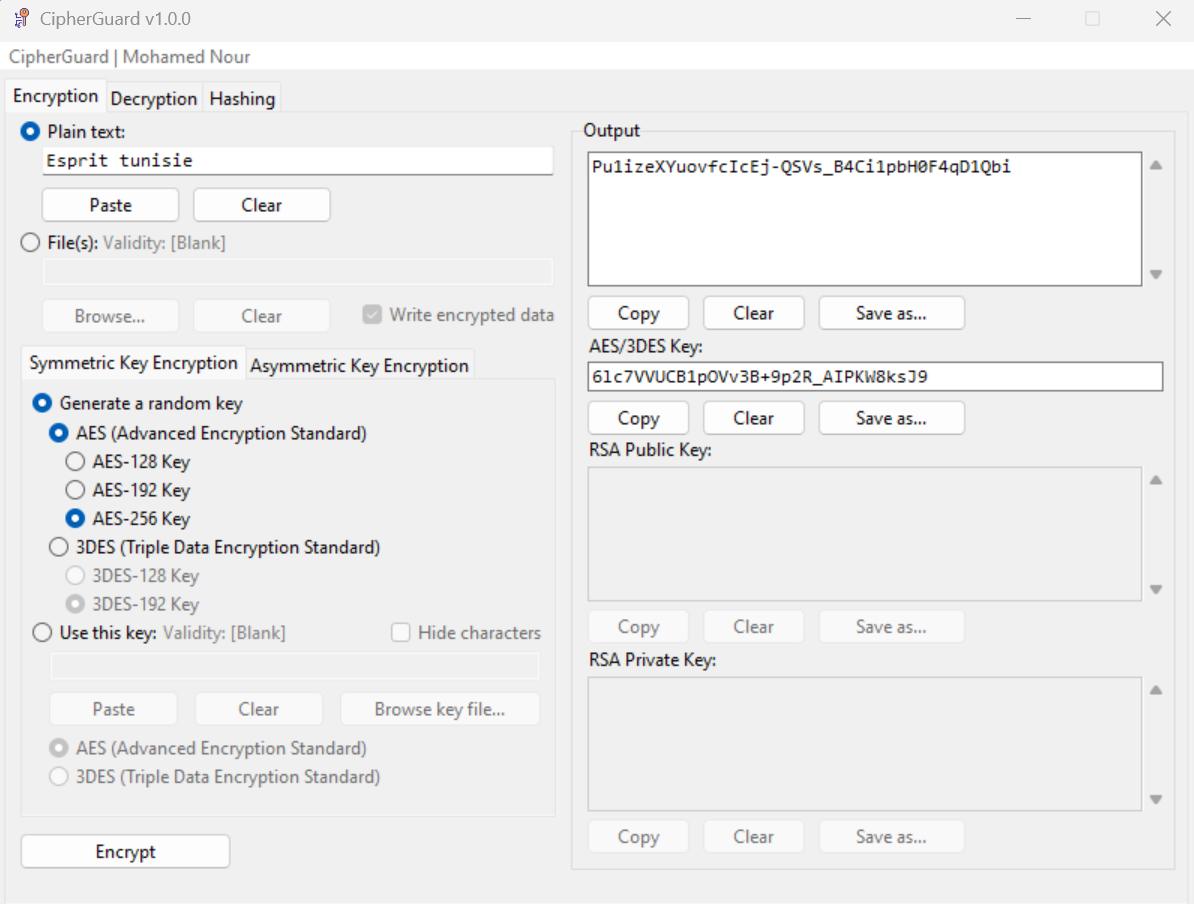 CipherGuard v1.0.0
CipherGuard | Mohamed Nour
Encryption Decryption Hashing
Plain text:
Esprit tunisie
Paste Clear
File(s): Validity: [Blank]
Browse... Clear Write encrypted data
Symmetric Key Encryption Asymmetric Key Encryption
Generate a random key
AES (Advanced Encryption Standard)
AES-128 Key
AES-192 Key
AES-256 Key
3DES (Triple Data Encryption Standard)
3DES-128 Key
3DES-192 Key
Use this key: Validity: [Blank] Hide characters
Paste Clear Browse key file...
AES (Advanced Encryption Standard)
3DES (Triple Data Encryption Standard)
Encrypt
Output
Pu1izeXYuovfcIcEj-QSVs_B4Ci1pbH0F4qD1Qbi
Copy Clear Save as...
AES/3DES Key:
6lc7VVUCB1pOVv3B+9p2R_AIPKW8ksJ9
Copy Clear Save as...
RSA Public Key:
Copy Clear Save as...
RSA Private Key:
Copy Clear Save as...